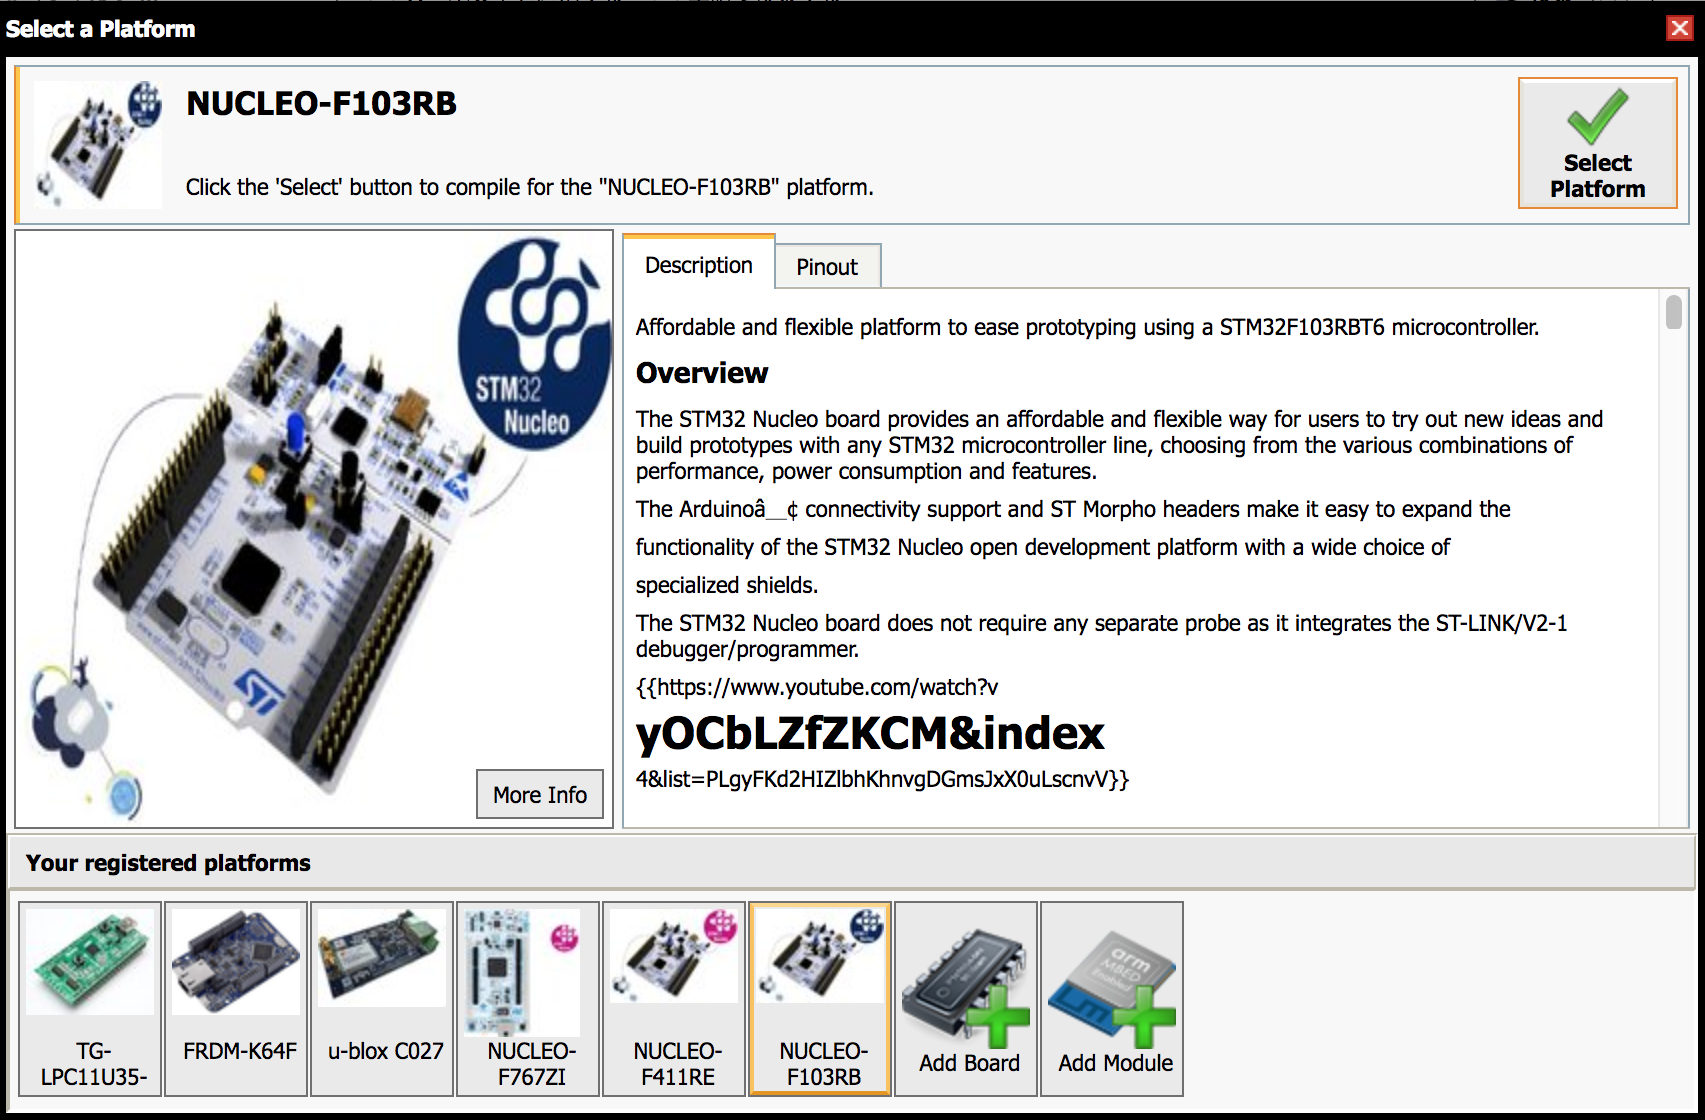 Select a Platform
NUCLEO-F103RB
Click the 'Select' button to compile for the "NUCLEO-F103RB" platform.
Select
Platform
STM32
Nucleo
More Info
Description
Pinout
Affordable and flexible platform to ease prototyping using a STM32F103RBT6 microcontroller.
Overview
The STM32 Nucleo board provides an affordable and flexible way for users to try out new ideas and
build prototypes with any STM32 microcontroller line, choosing from the various combinations of
performance, power consumption and features.
The Arduinoâ__¢ connectivity support and ST Morpho headers make it easy to expand the
functionality of the STM32 Nucleo open development platform with a wide choice of
specialized shields.
The STM32 Nucleo board does not require any separate probe as it integrates the ST-LINK/V2-1
debugger/programmer.
{{https://www.youtube.com/watch?v
yOCbLZfZKCM&index
4&list=PLgyFKd2HIZlbhKhnvgDGmsJxX0uLscnvV}}
Your registered platforms
TG-
LPC11U35-
FRDM-K64F
u-blox C027
NUCLEO-
F767ZI
NUCLEO-
F411RE
NUCLEO-
F103RB
Add Board
arm
MBED
Enabled
Add Module